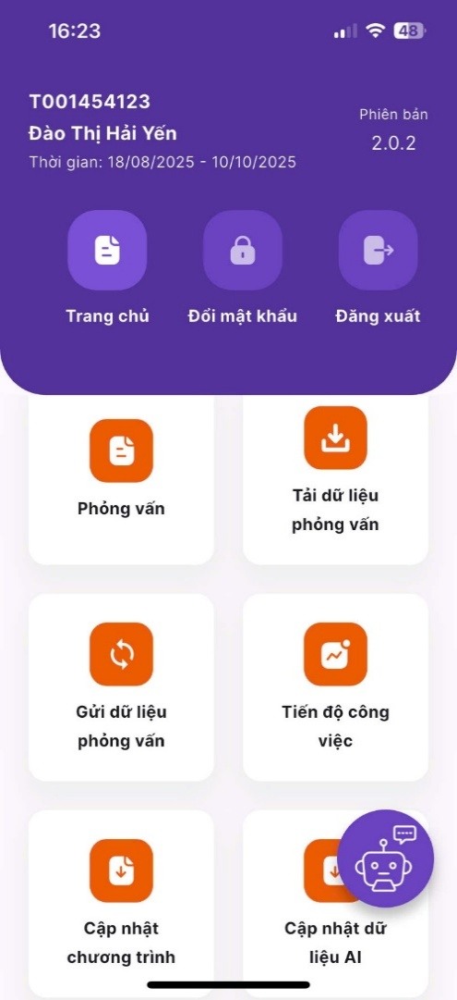 16:23
48
T001454123
Đào Thị Hải Yến
Thời gian: 18/08/2025 - 10/10/2025
Phiên bản
2.0.2
Trang chủ
Đổi mật khẩu
Đăng xuất
Phỏng vấn
Tải dữ liệu
phỏng vấn
Gửi dữ liệu
phỏng vấn
Tiến độ công
việc
Cập nhật
chương trình
Cập nhật dữ
liệu AI